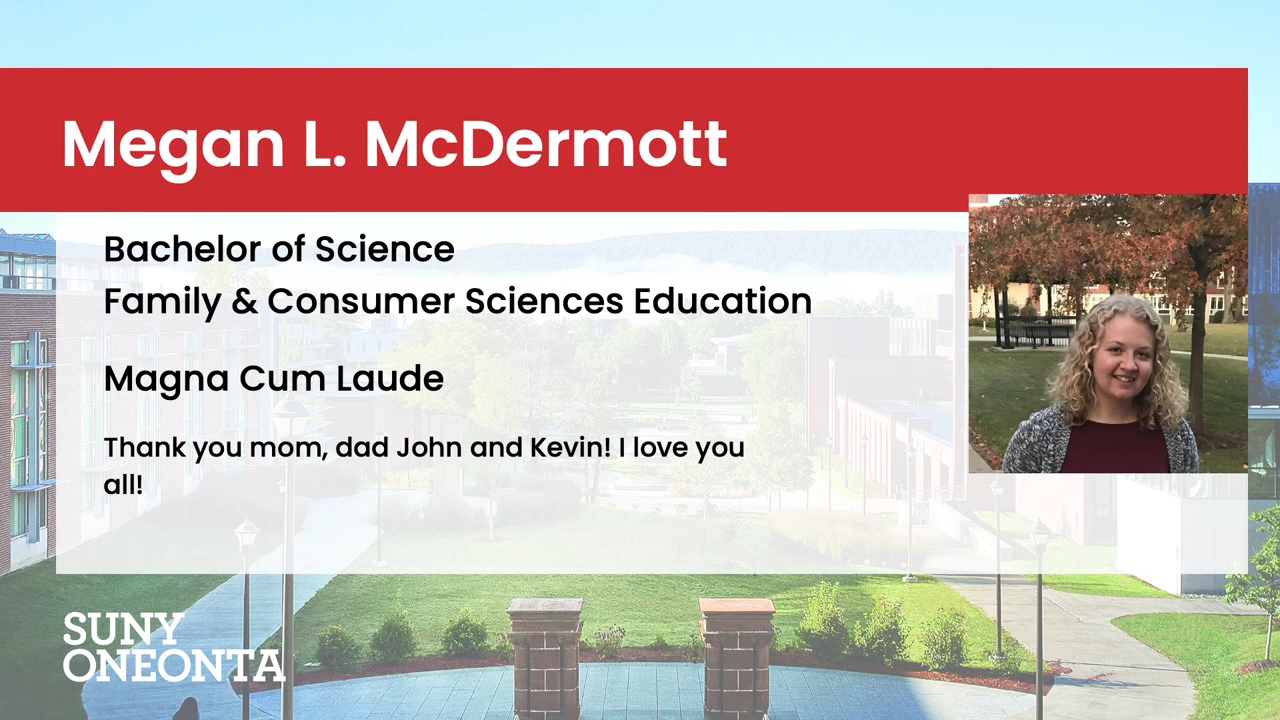 Megan L. McDermott
Bachelor of Science
Family & Consumer Sciences Education
Magna Cum Laude
Thank you mom, dad John and Kevin! I love you
all!
SUNY
ONEONTA